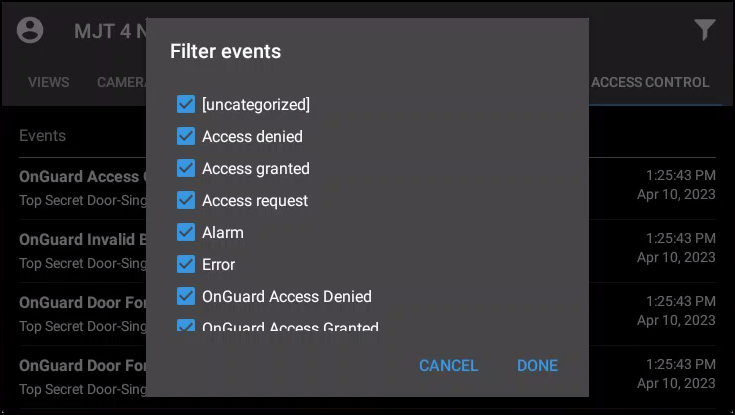 MJT 4 N
VIEWS CAMERA ACCESS CONTROL
Filter events
[uncategorized]
Access denied
Access granted
Access request
Alarm
Error
OnGuard Access Denied
OnGuard Access Granted
CANCEL DONE
Events
OnGuard Access 1:25:43 PM
Top Secret Door-Sing Apr 10, 2023
OnGuard Invalid 1:25:43 PM
Top Secret Door-Sing Apr 10, 2023
OnGuard Door For 1:25:43 PM
Top Secret Door-Sing Apr 10, 2023
OnGuard Door For 1:25:43 PM
Top Secret Door-Sing Apr 10, 2023